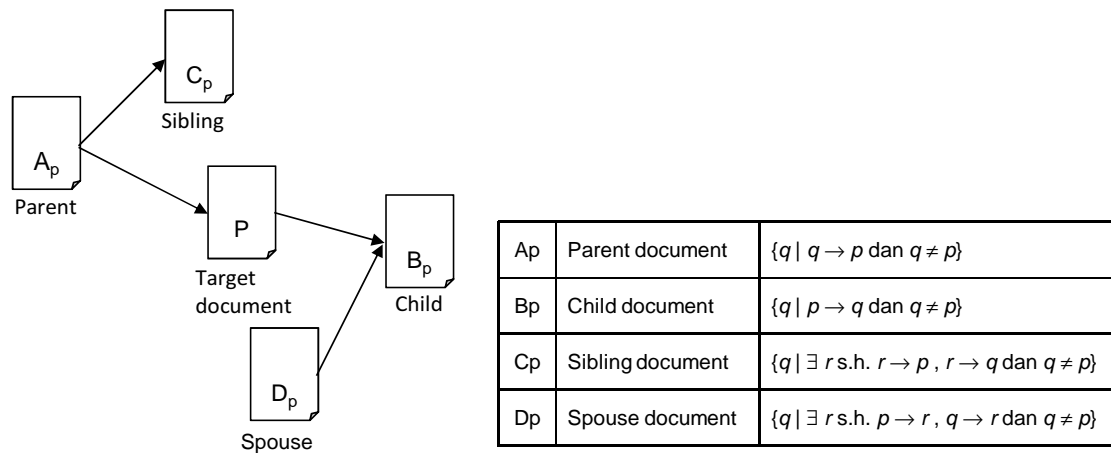 Cp
Sibling
Ap
Parent
P
Target
document
Bp
Child
Dp
Spouse
Ap Parent document {q | q → p dan q ≠ p}
Bp Child document {q | p → q dan q ≠ p}
Cp Sibling document {q | ∃ r s.h. r → p , r → q dan q ≠ p}
Dp Spouse document {q | ∃ r s.h. p → r , q → r dan q ≠ p}